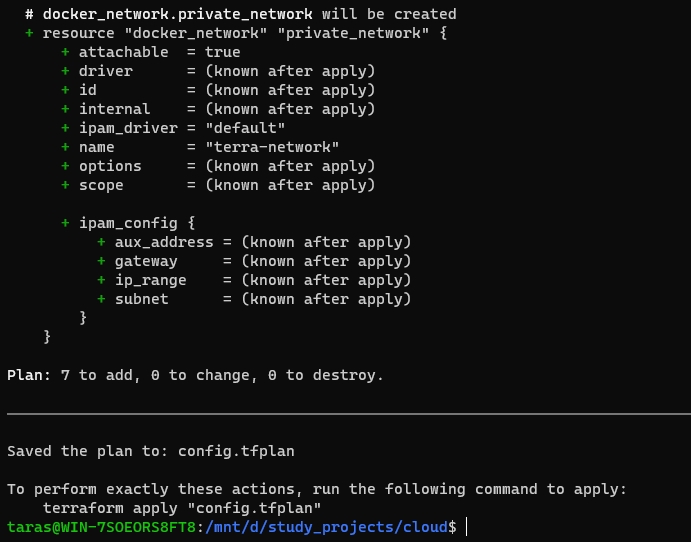 # docker_network.private_network will be created
+ resource "docker_network" "private_network" {
+ attachable = true
+ driver = (known after apply)
+ id = (known after apply)
+ internal = (known after apply)
+ ipam_driver = "default"
+ name = "terra-network"
+ options = (known after apply)
+ scope = (known after apply)
+ ipam_config {
+ aux_address = (known after apply)
+ gateway = (known after apply)
+ ip_range = (known after apply)
+ subnet = (known after apply)
}
}
Plan: 7 to add, 0 to change, 0 to destroy.
Saved the plan to: config.tfplan
To perform exactly these actions, run the following command to apply:
terraform apply "config.tfplan"
taras@WIN-7SOEORS8FT8:/mnt/d/study_projects/cloud$